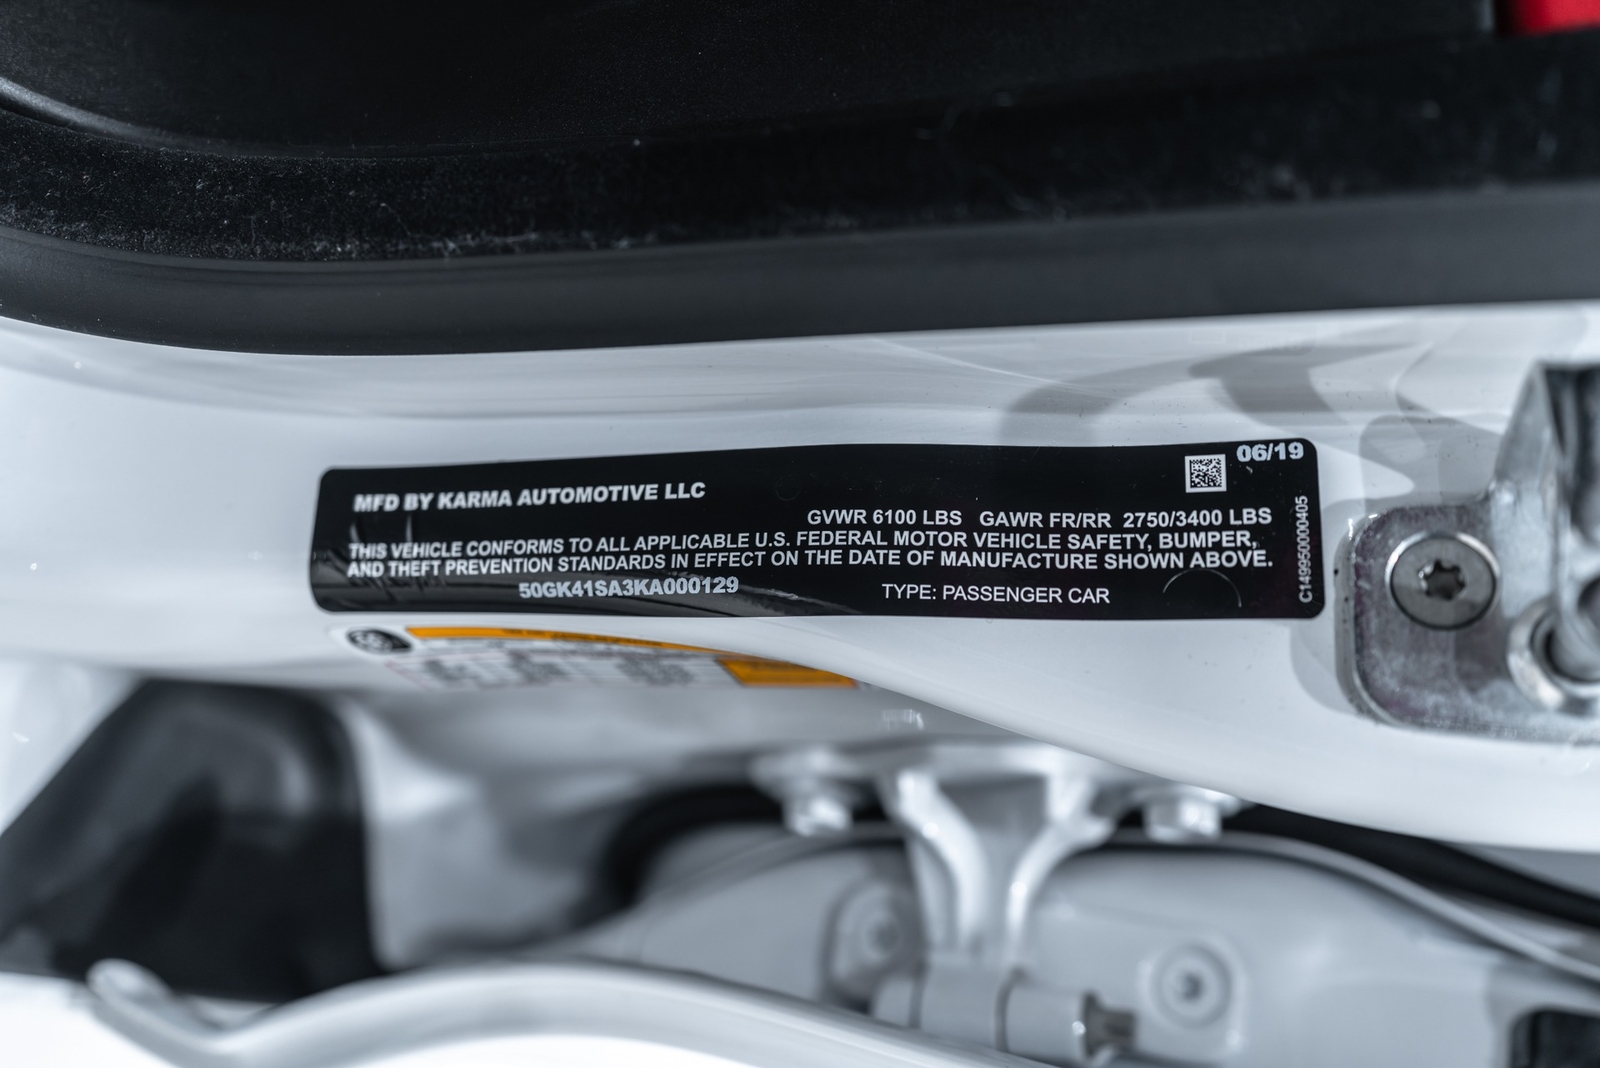 06/19
MFD BY KARMA AUTOMOTIVE LLC
GVWR 6100 LBS GAWR FR/RR 2750/3400 LBS
THIS VEHICLE CONFORMS TO ALL APPLICABLE U.S. FEDERAL MOTOR VEHICLE SAFETY, BUMPER,
AND THEFT PREVENTION STANDARDS IN EFFECT ON THE DATE OF MANUFACTURE SHOWN ABOVE.
50GK41SA3KA000129 TYPE: PASSENGER CAR
C149950000405